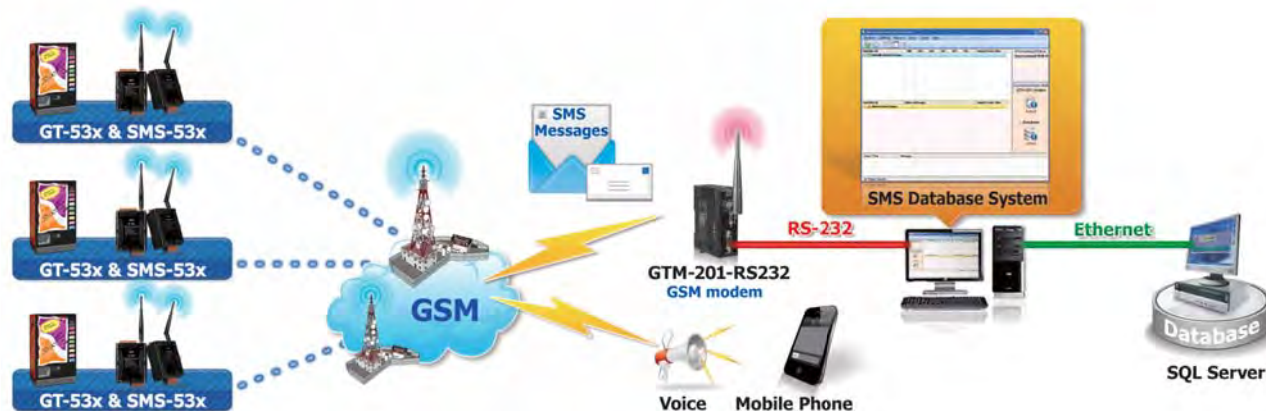 GT-53x & SMS-53x
GT-53x & SMS-53x
GT-53x & SMS-53x
GSM
SMS
Messages
GTM-201-RS232
GSM modem
Voice
Mobile Phone
RS-232
SMS Database System
Ethernet
Database
SQL Server